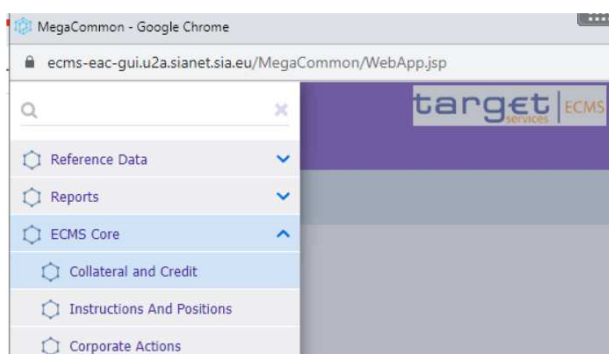 MegaCommon - Google Chrome
ecms-eac-gui.u2a.sianet.sia.eu/MegaCommon/WebApp.jsp
target services | ECMS
Reference Data
Reports
ECMS Core
Collateral and Credit
Instructions And Positions
Corporate Actions